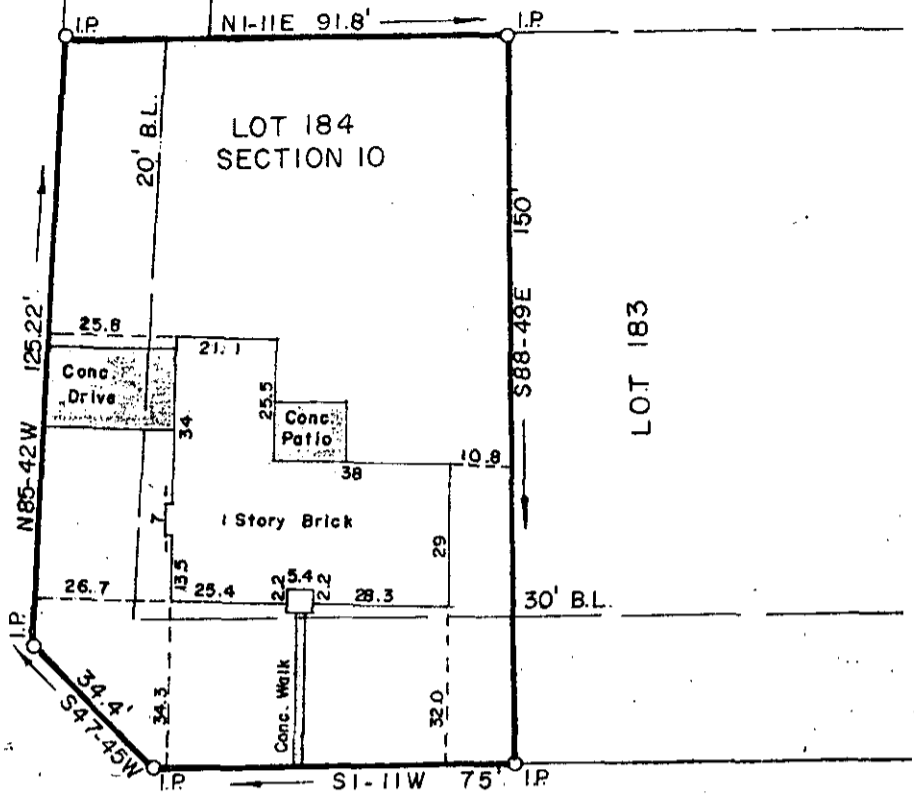 I.P.
N1-11E 91.8'
I.P.
LOT 184
SECTION 10
20' B.L.
150'
S88-49E
125.22'
N85-42W
LOT 183
25.8
21.1
Conc.
Drive
34
25.5
Conc.
Patio
10.8
38
7
1 Story Brick
29
13.5
26.7
25.4
2.2
5.4
2.2
28.3
30' B.L.
I.P.
34.4'
S47-45W
34.3
Conc. Walk
32.0
I.P.
S1-11W 75'
I.P.